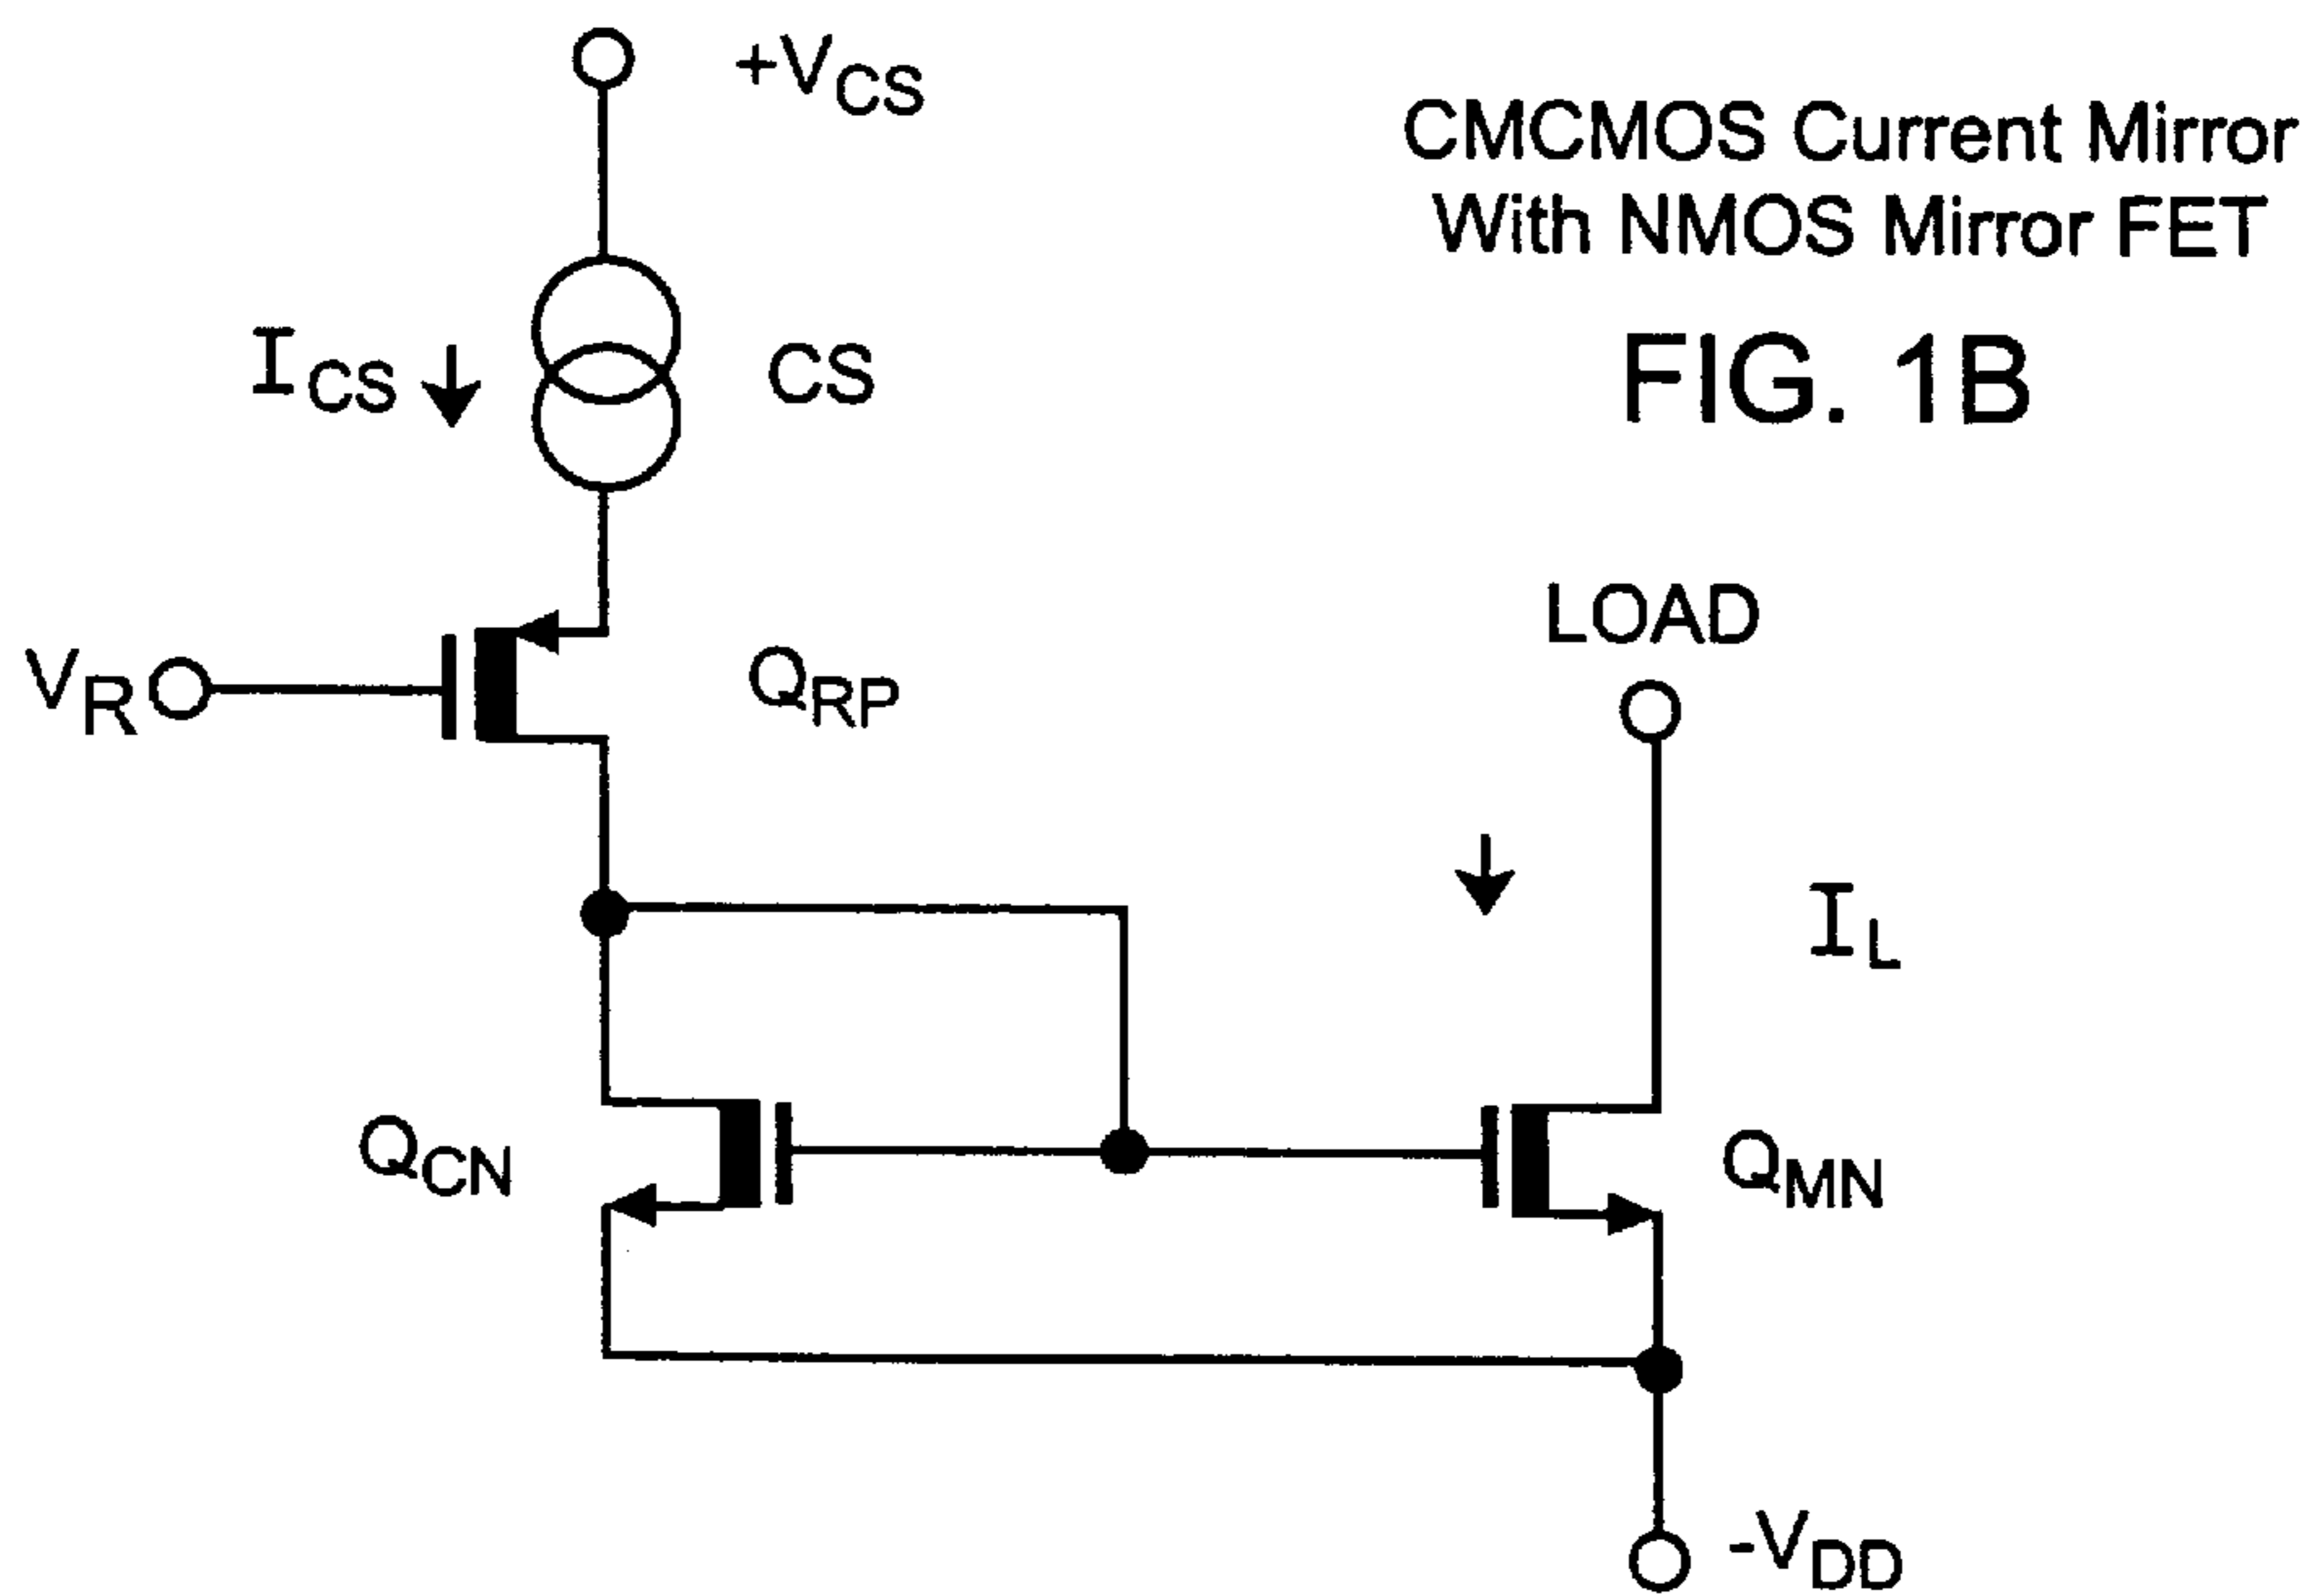 +VCS
CMCMOS Current Mirror
With NMOS Mirror FET
FIG. 1B
ICS
CS
LOAD
VR
QRP
IL
QCN
QMN
-VDD